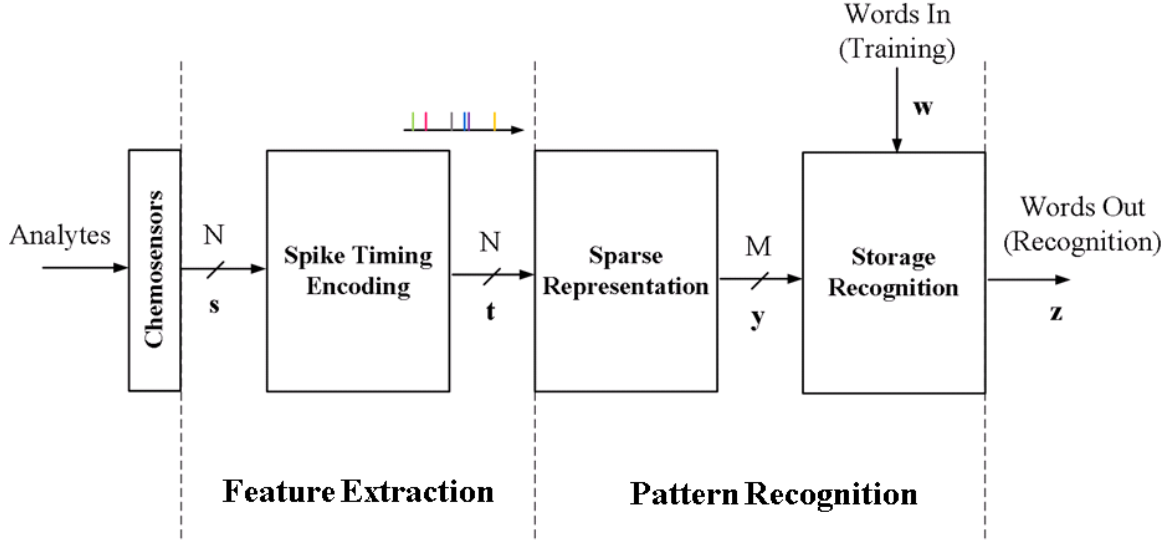 Words In
(Training)
w
Analytes
Chemosensors
N
s
Spike Timing
Encoding
N
t
Sparse
Representation
M
y
Storage
Recognition
Words Out
(Recognition)
z
Feature Extraction
Pattern Recognition